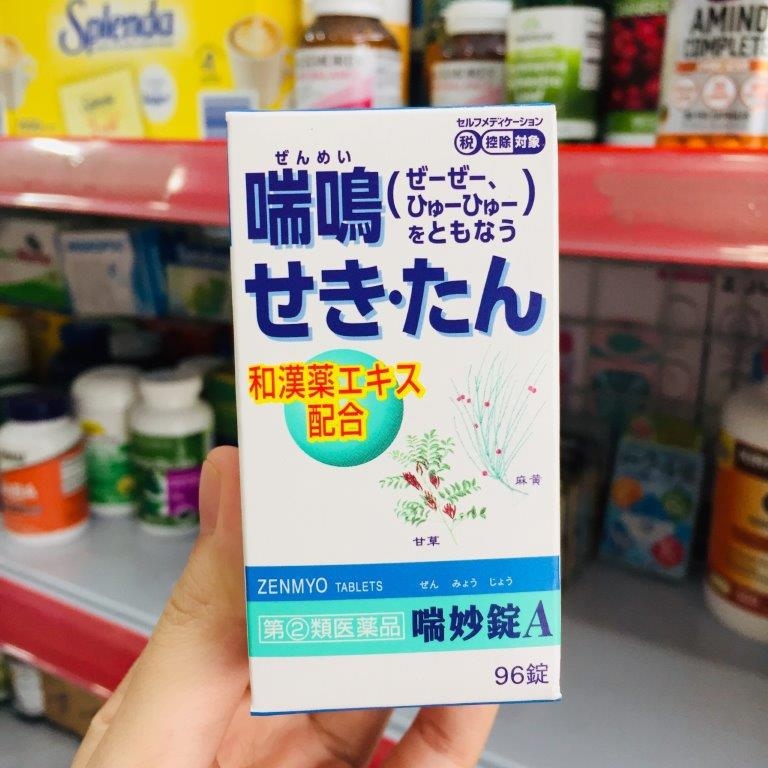 Splenda
AMINO
COMPLETE
セルフメディケーション
税 控除 対象
ぜんめい
喘鳴(ぜーぜー、
ひゅーひゅー)
をともなう
せき・たん
和漢薬エキス
配合
麻黄
甘草
ZENMYO TABLETS
ぜん みょう じょう
第②類医薬品 喘妙錠A
96錠